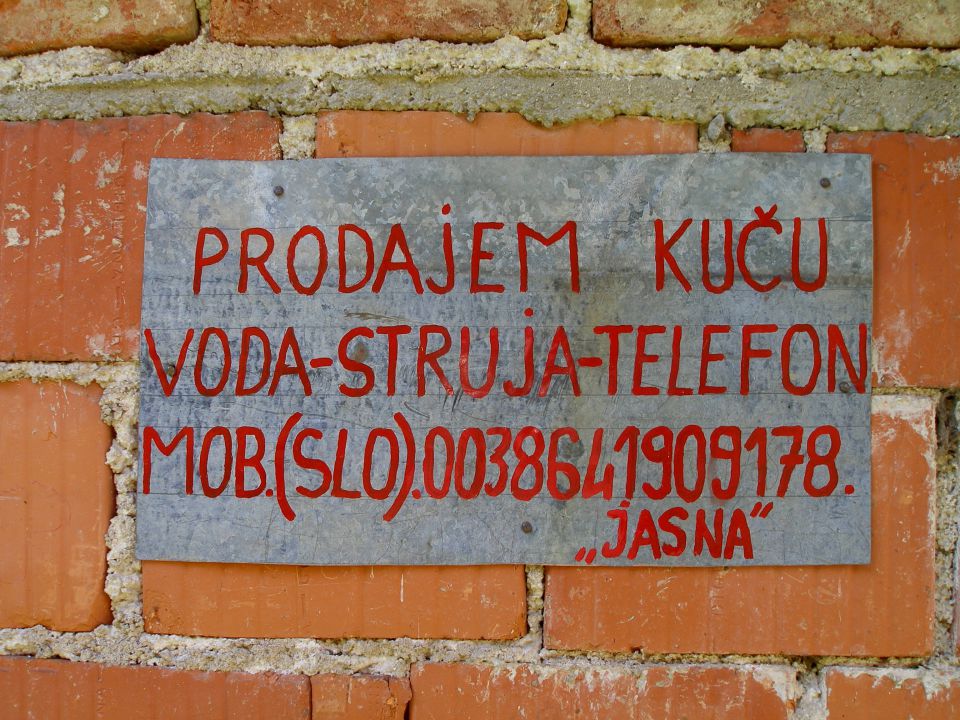 PRODAJEM KUČU
VODA-STRUJA-TELEFON
MOB.(SLO).0038641909178.
„JASNA“